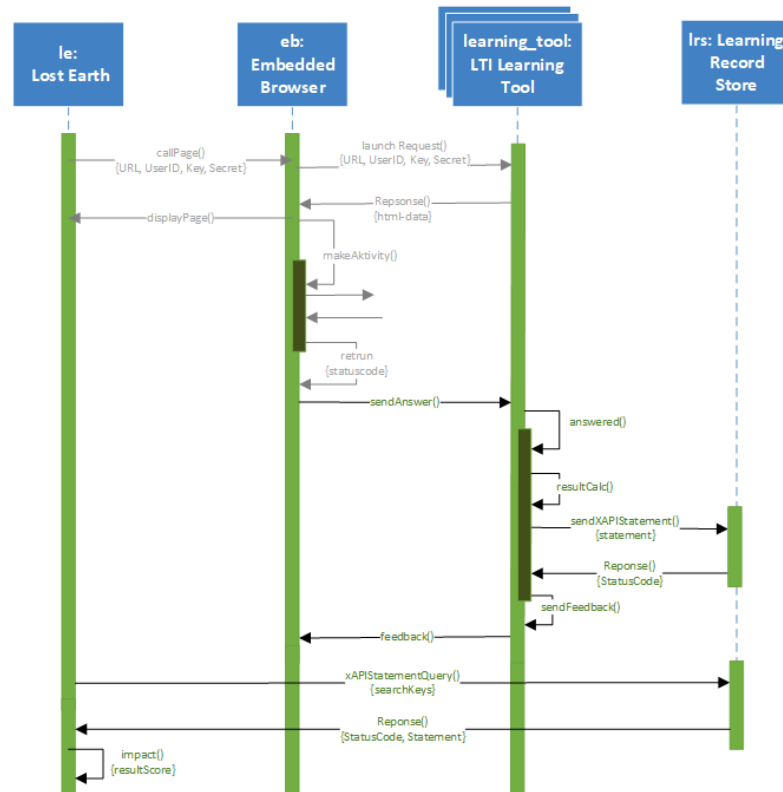 le:
Lost Earth
eb:
Embedded
Browser
learning_tool:
LTI Learning
Tool
lrs: Learning
Record
Store
callPage()
{URL, UserID, Key, Secret}
launch Request()
{URL, UserID, Key, Secret}
Repsonse()
{html-data}
displayPage()
makeAktivity()
retrun
{statuscode}
sendAnswer()
answered()
resultCalc()
sendXAPIStatement()
{statement}
Reponse()
{StatusCode}
sendFeedback()
feedback()
xAPIStatementQuery()
{searchKeys}
Reponse()
{StatusCode, Statement}
impact()
{resultScore}